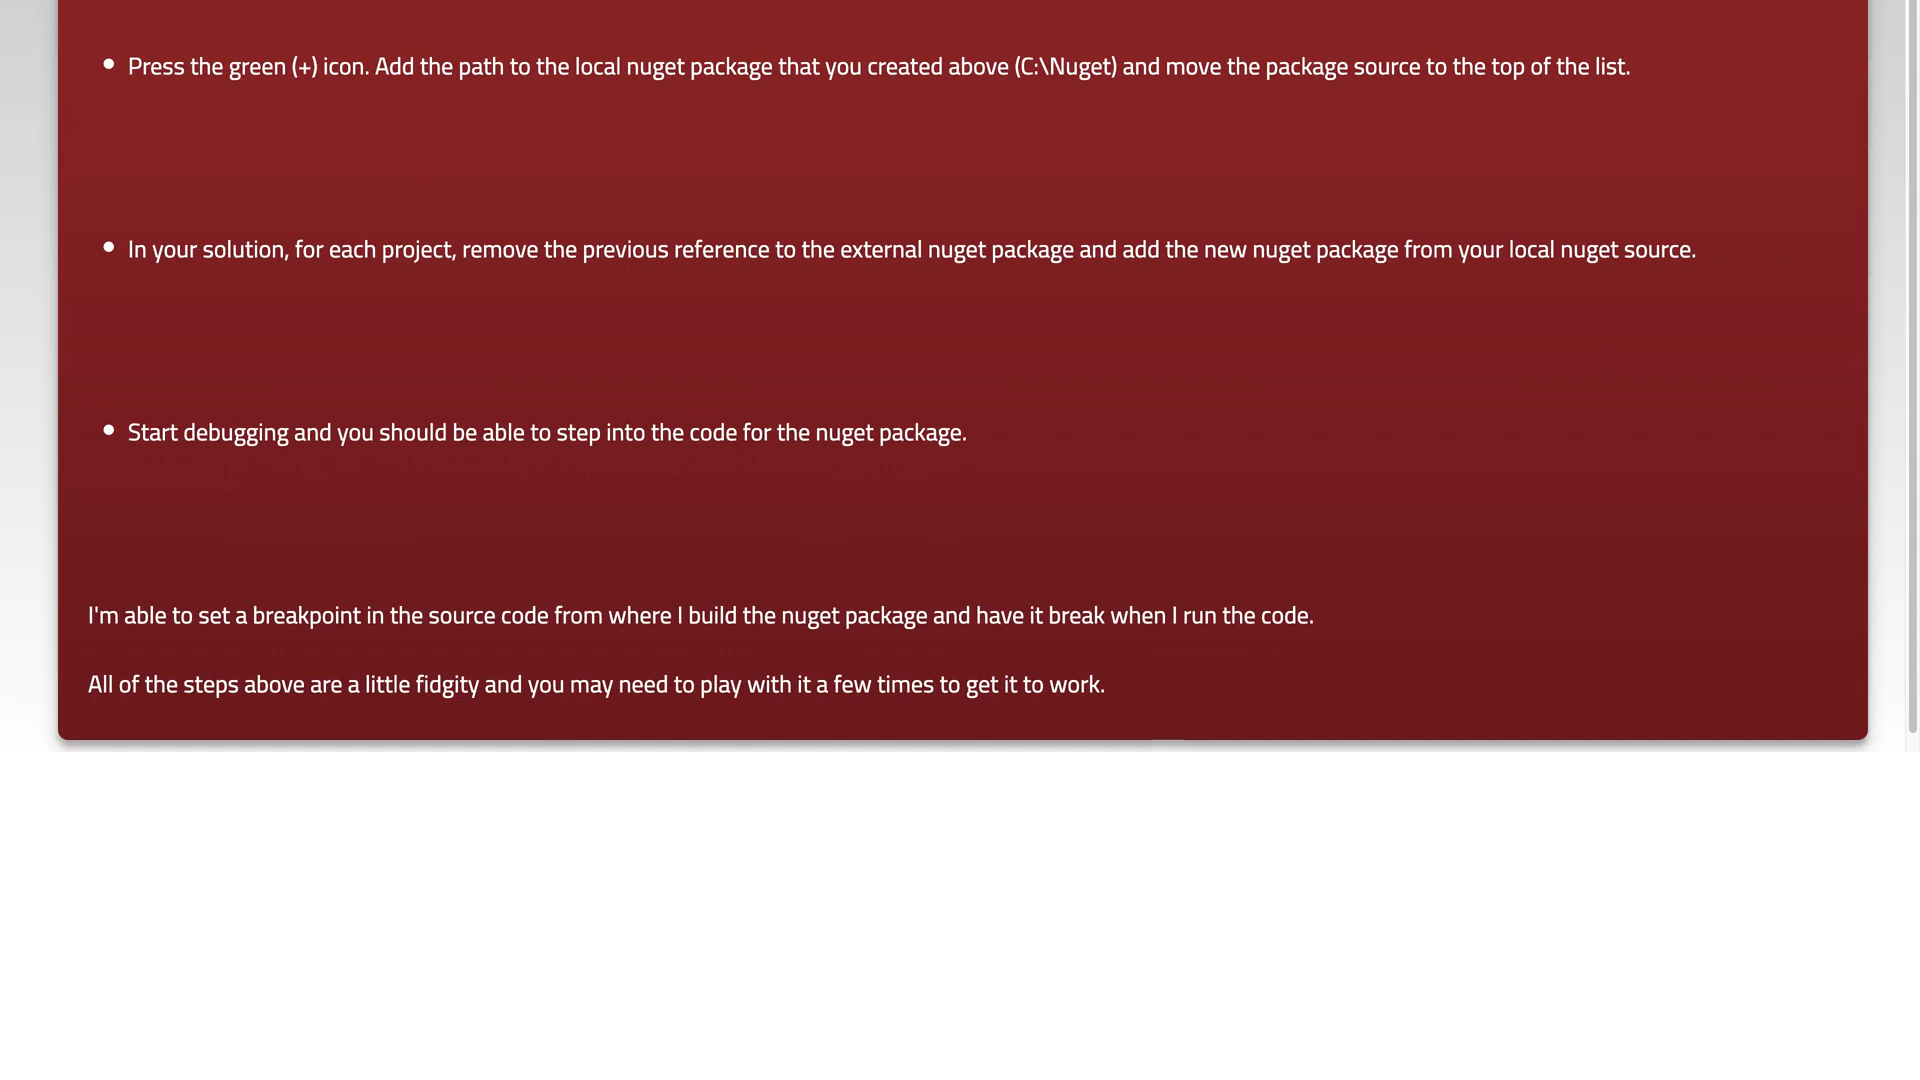 • Press the green (+) icon. Add the path to the local nuget package that you created above (C:\Nuget) and move the package source to the top of the list.
• In your solution, for each project, remove the previous reference to the external nuget package and add the new nuget package from your local nuget source.
• Start debugging and you should be able to step into the code for the nuget package.
I'm able to set a breakpoint in the source code from where I build the nuget package and have it break when I run the code.
All of the steps above are a little fidgity and you may need to play with it a few times to get it to work.